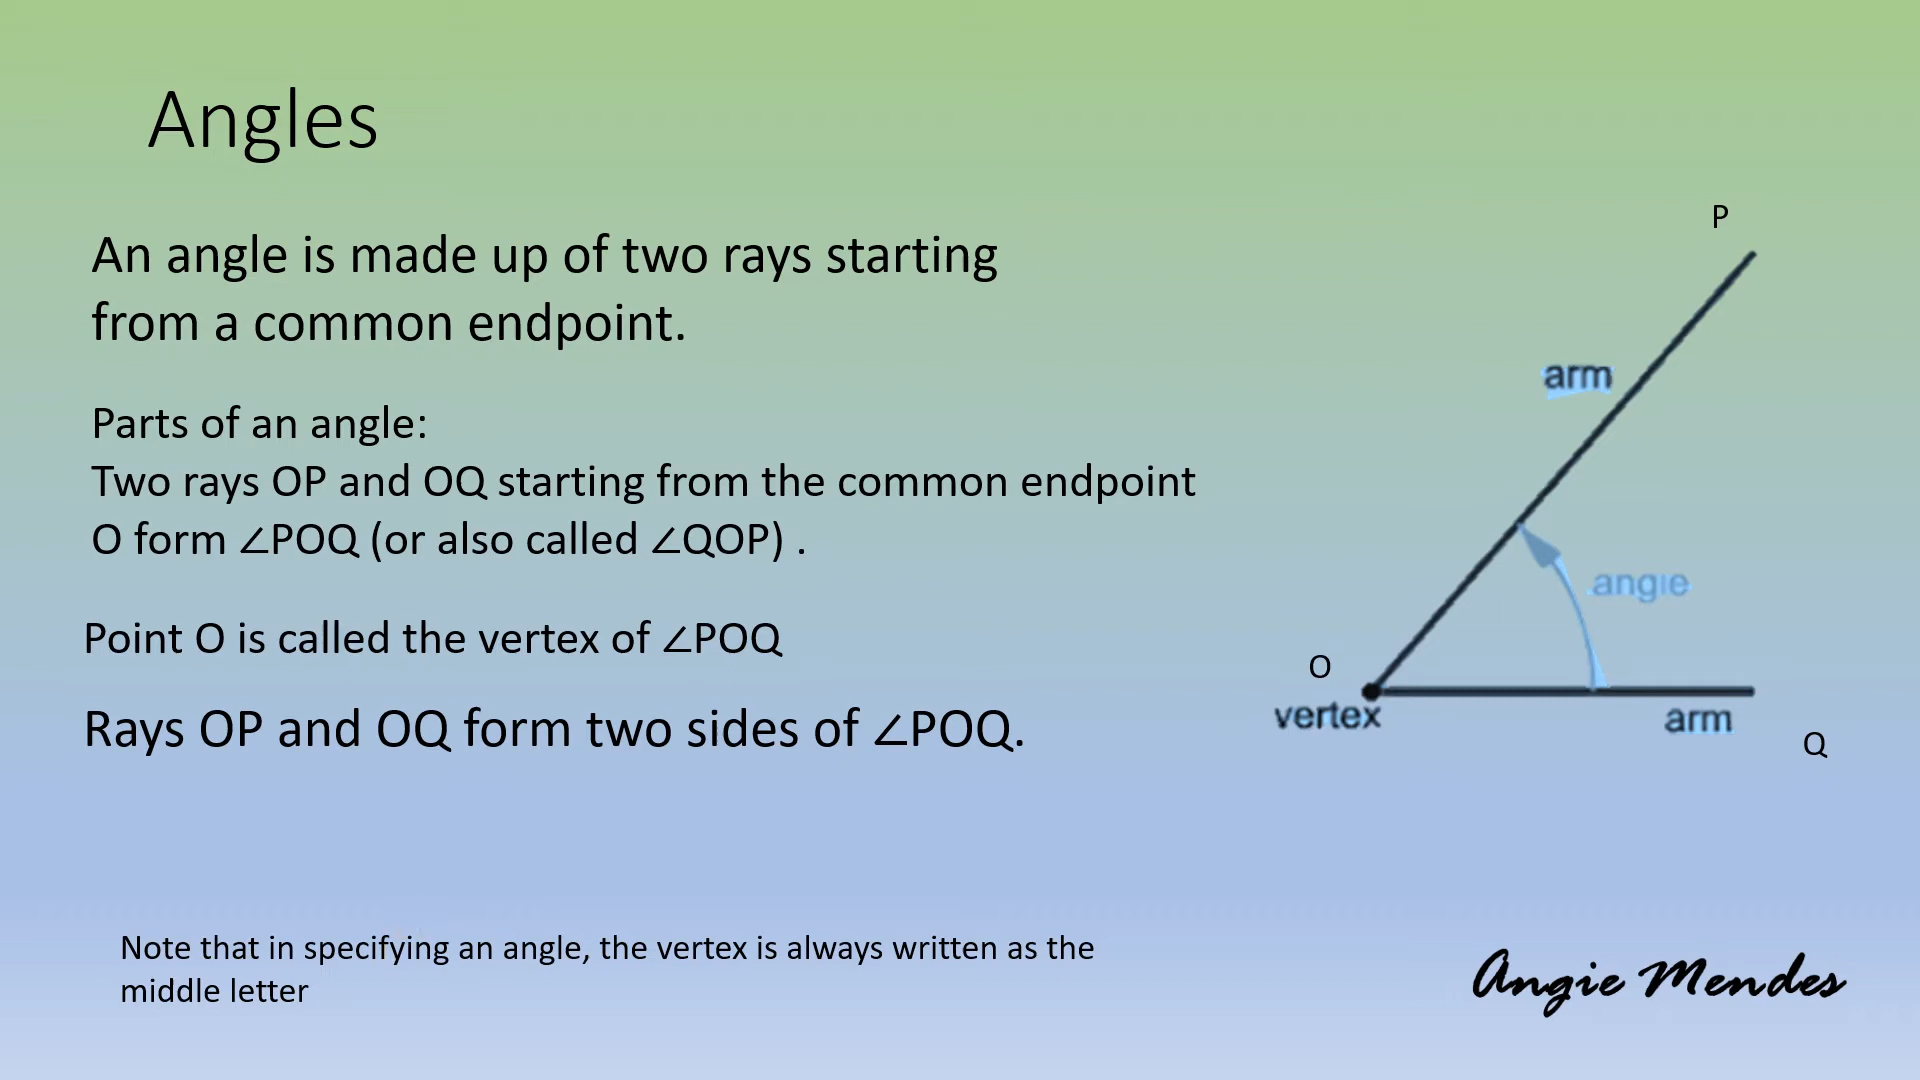 Angles
An angle is made up of two rays starting
from a common endpoint.
Parts of an angle:
Two rays OP and OQ starting from the common endpoint
O form ∠POQ (or also called ∠QOP) .
Point O is called the vertex of ∠POQ
Rays OP and OQ form two sides of ∠POQ.
P
arm
angle
O
vertex
arm
Q
Note that in specifying an angle, the vertex is always written as the
middle letter
Angie Mendes